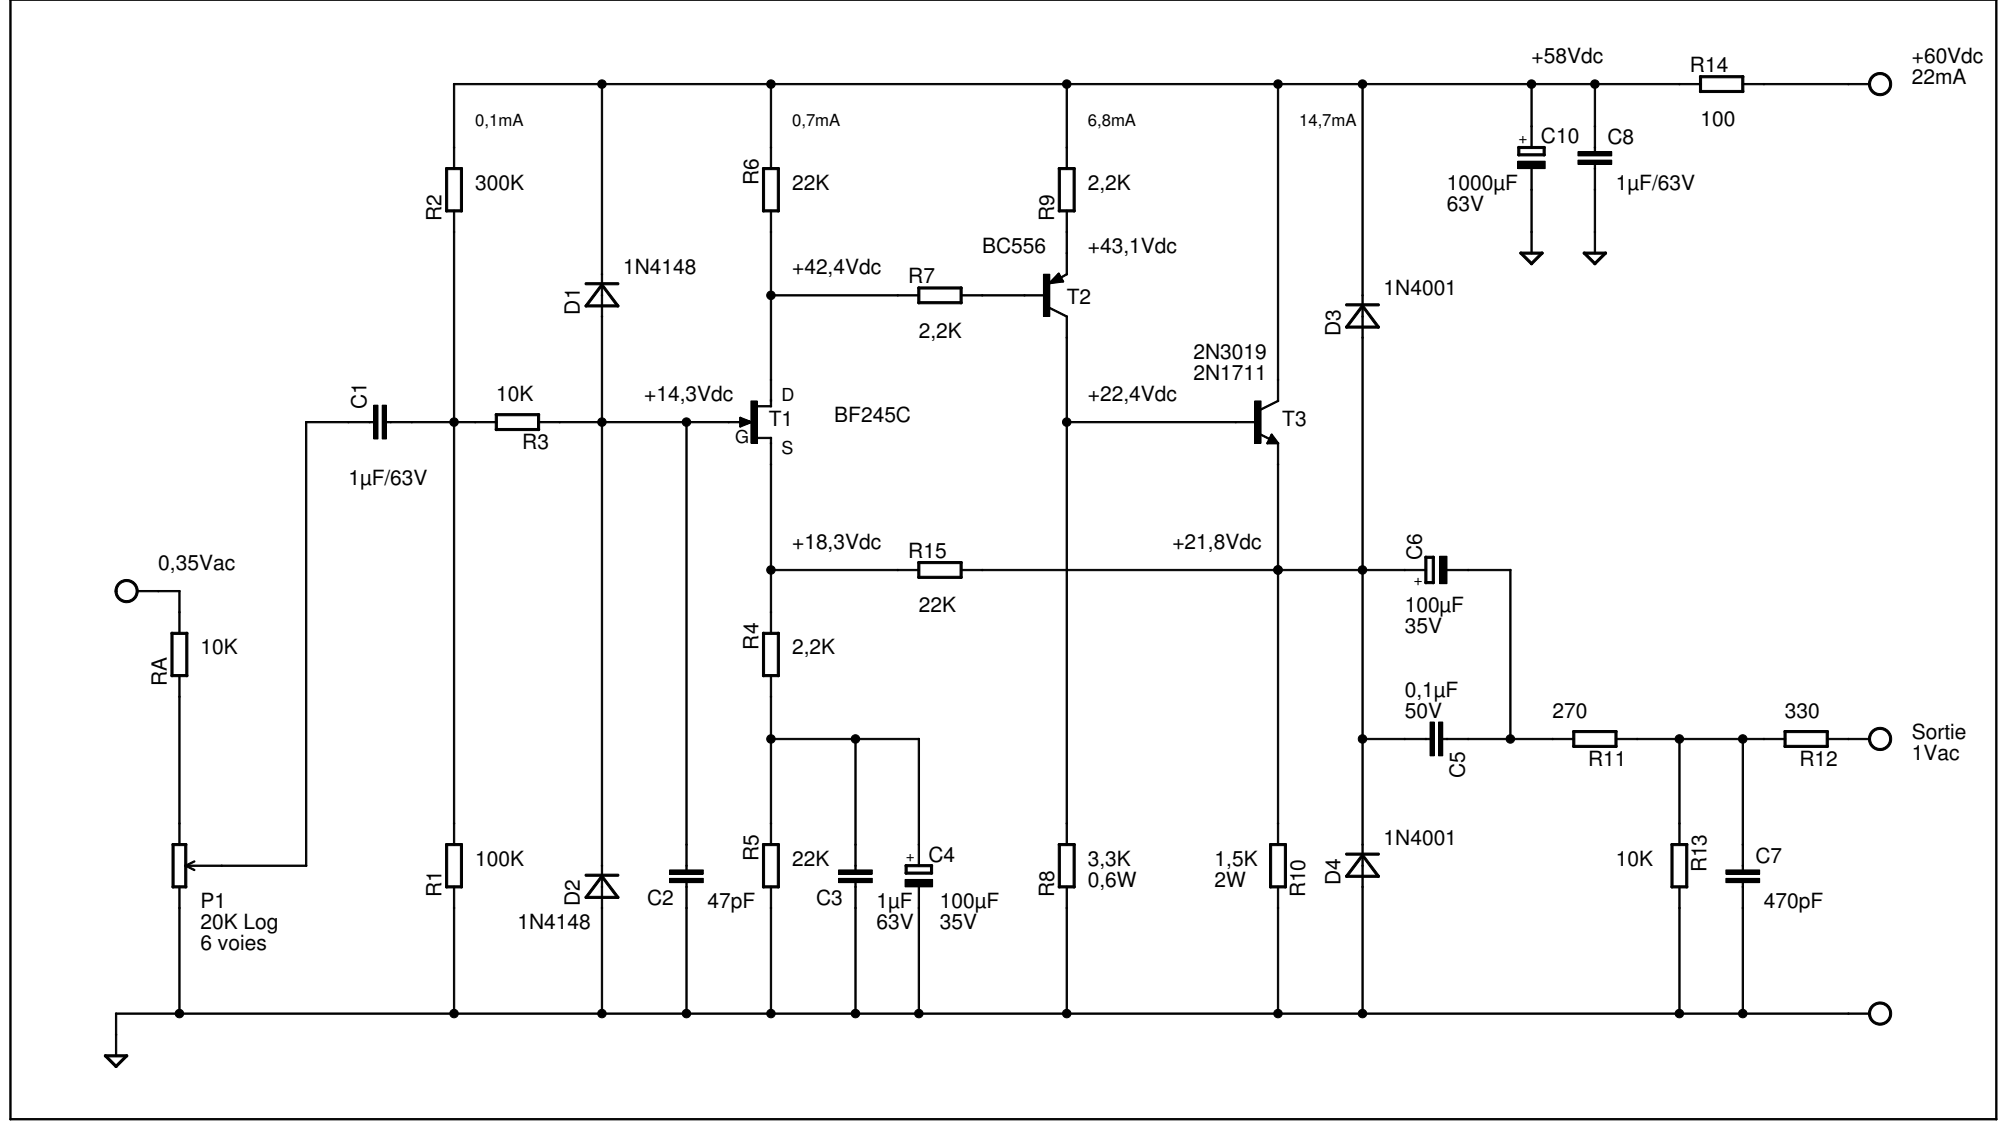 +58Vdc
R14
+60Vdc
22mA
100
0,1mA
0,7mA
6,8mA
14,7mA
+
C10
C8
1000µF
63V
1µF/63V
R2
300K
R6
22K
R9
2,2K
BC556
+43,1Vdc
1N4148
D1
+42,4Vdc
R7
2,2K
T2
1N4001
D3
2N3019
2N1711
C1
10K
R3
+14,3Vdc
D
T1
G
S
BF245C
+22,4Vdc
T3
1µF/63V
0,35Vac
+18,3Vdc
R15
22K
+21,8Vdc
C6
+
100µF
35V
RA
10K
R4
2,2K
0,1µF
50V
C5
270
R11
330
R12
Sortie
1Vac
P1
20K Log
6 voies
R1
100K
D2
1N4148
C2
47pF
R5
22K
C3
1µF
63V
+
C4
100µF
35V
R8
3,3K
0,6W
1,5K
2W
R10
D4
1N4001
10K
R13
C7
470pF